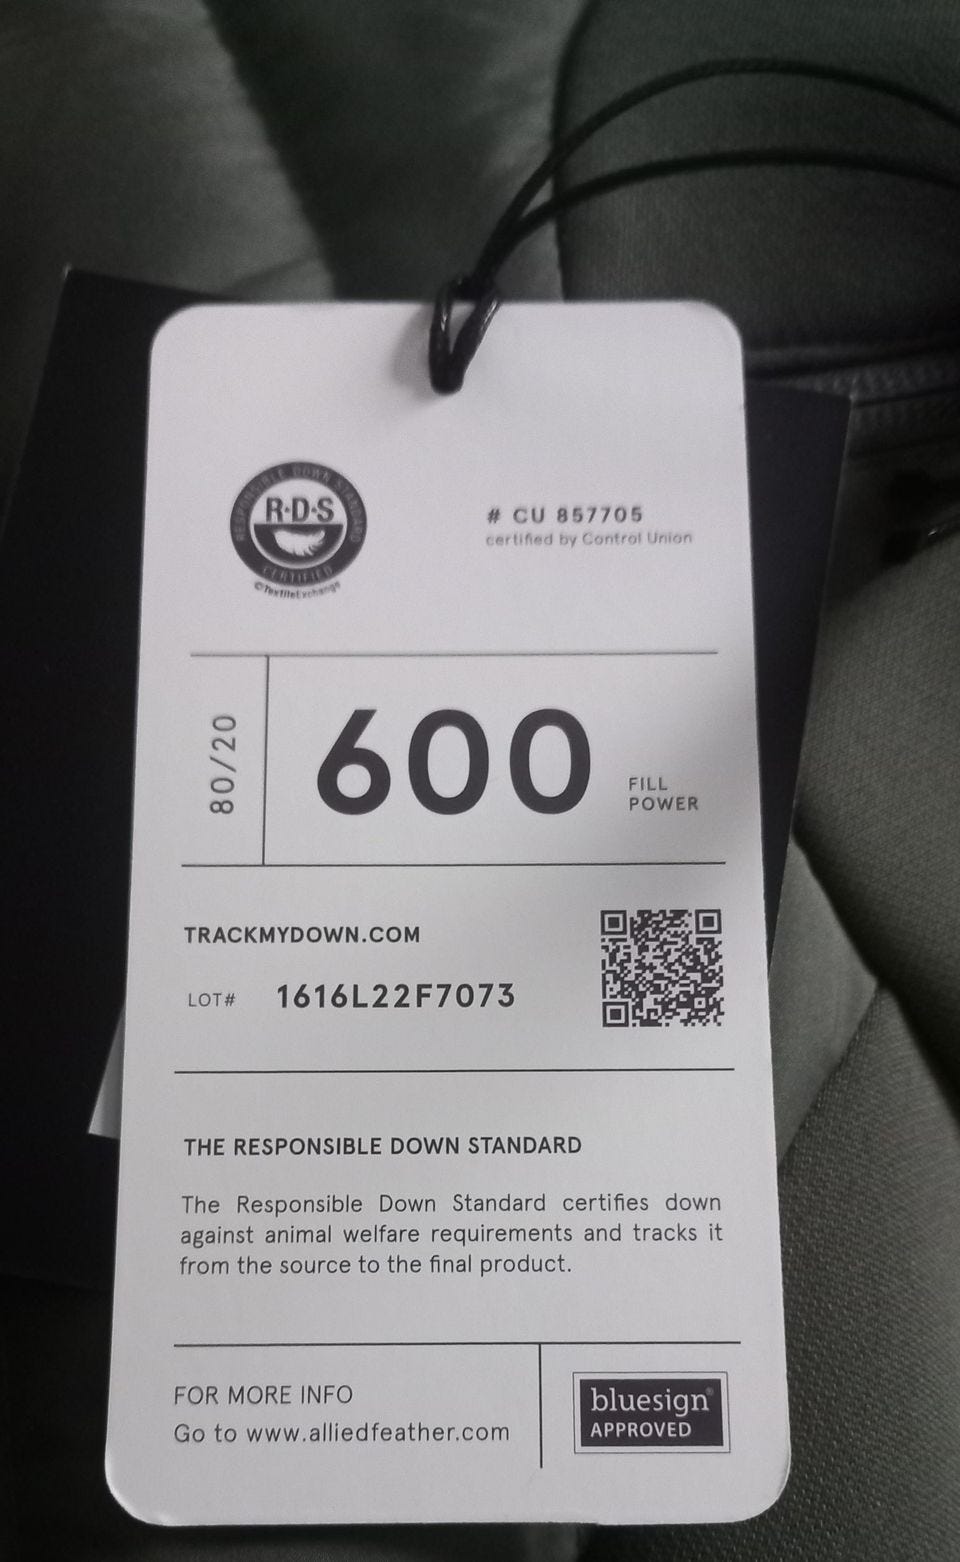 RESPONSIBLE DOWN STANDARD
R·D·S
CERTIFIED
©TextileExchange
# CU 857705
certified by Control Union
80/20
600
FILL
POWER
TRACKMYDOWN.COM
LOT# 1616L22F7073
THE RESPONSIBLE DOWN STANDARD
The Responsible Down Standard certifies down
against animal welfare requirements and tracks it
from the source to the final product.
FOR MORE INFO
Go to www.alliedfeather.com
bluesign®
APPROVED